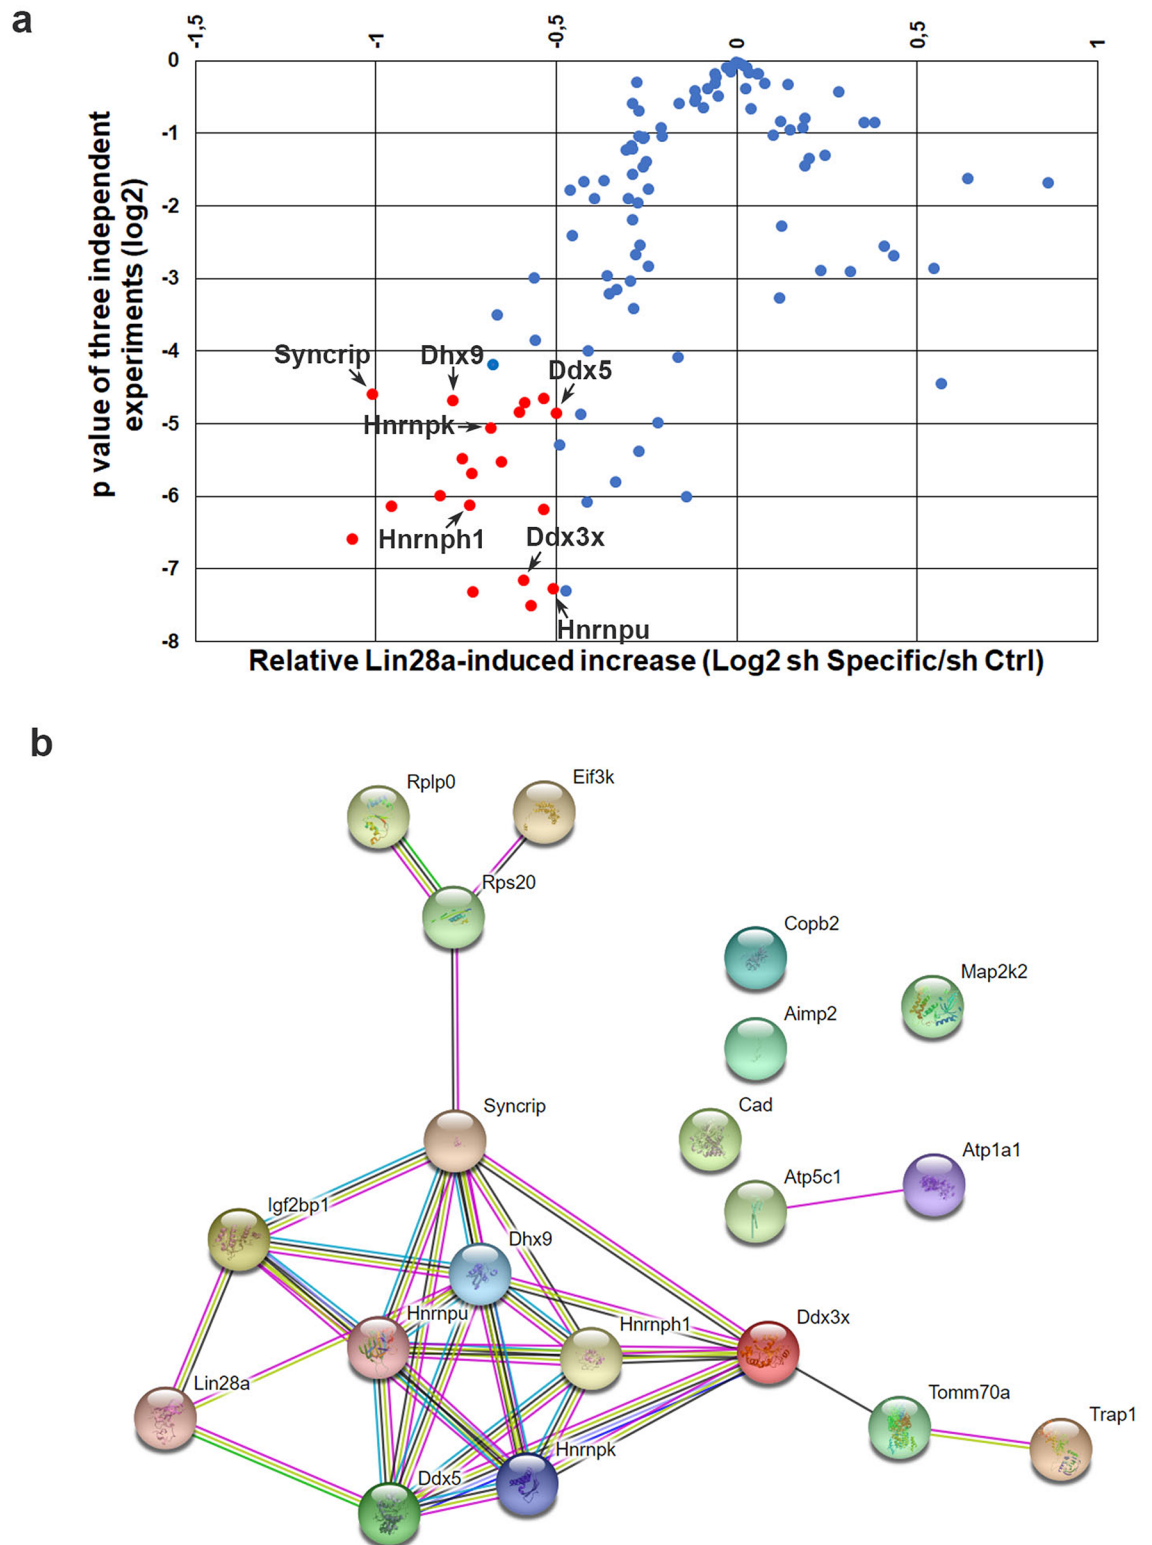 a
-1,5
-1
-0,5
0
0,5
1
0
-1
-2
-3
-4
-5
-6
-7
-8
p value of three independent
experiments (log2)
Syncrip
Dhx9
Ddx5
Hnrnpk
Hnrnph1
Ddx3x
Hnrnpu
Relative Lin28a-induced increase (Log2 sh Specific/sh Ctrl)
b
Rplp0
Eif3k
Rps20
Copb2
Map2k2
Aimp2
Cad
Syncrip
Atp1a1
Atp5c1
Igf2bp1
Dhx9
Hnrnpu
Hnrnph1
Ddx3x
Lin28a
Tomm70a
Trap1
Hnrnpk
Ddx5